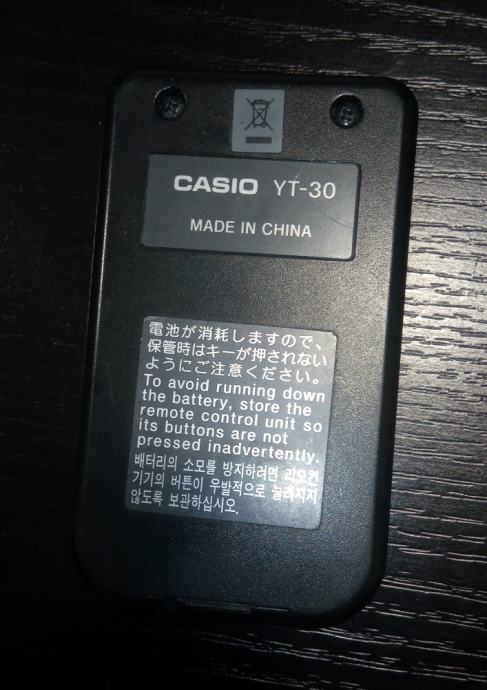 CASIO YT-30
MADE IN CHINA
電池が消耗しますので、
保管時はキーが押されない
ようにご注意ください。
To avoid running down
the battery, store the
remote control unit so
its buttons are not
pressed inadvertently.
배터리의 소모를 방지하려면 리모컨
기기의 버튼이 우발적으로 눌려지지
않도록 보관하십시오.